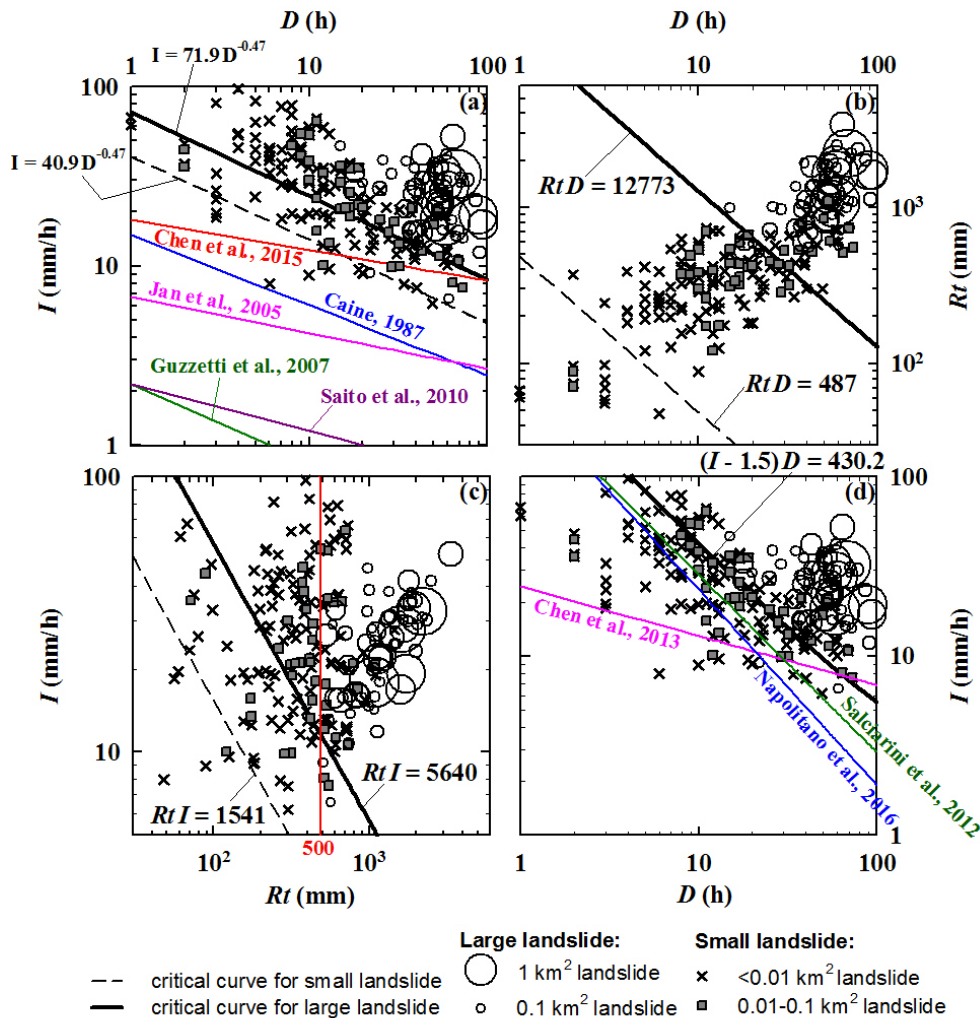 D (h)
D (h)
I = 71.9 D^-0.47
1
10
100
1
10
100
100
(a)
(b)
I = 40.9 D^-0.47
Rt D = 12773
10^3
I (mm/h)
Rt (mm)
10
Chen et al., 2015
Jan et al., 2005
Caine, 1987
10^2
Guzzetti et al., 2007
Saito et al., 2010
Rt D = 487
1
(I - 1.5) D = 430.2
100
(c)
(d)
100
I (mm/h)
I (mm/h)
Chen et al., 2013
10
10
Napolitano et al., 2016
Salciarini et al., 2012
Rt I = 5640
Rt I = 1541
500
1
10^2
10^3
1
10
100
Rt (mm)
D (h)
Large landslide:
Small landslide:
critical curve for small landslide
1 km^2 landslide
<0.01 km^2 landslide
critical curve for large landslide
0.1 km^2 landslide
0.01-0.1 km^2 landslide